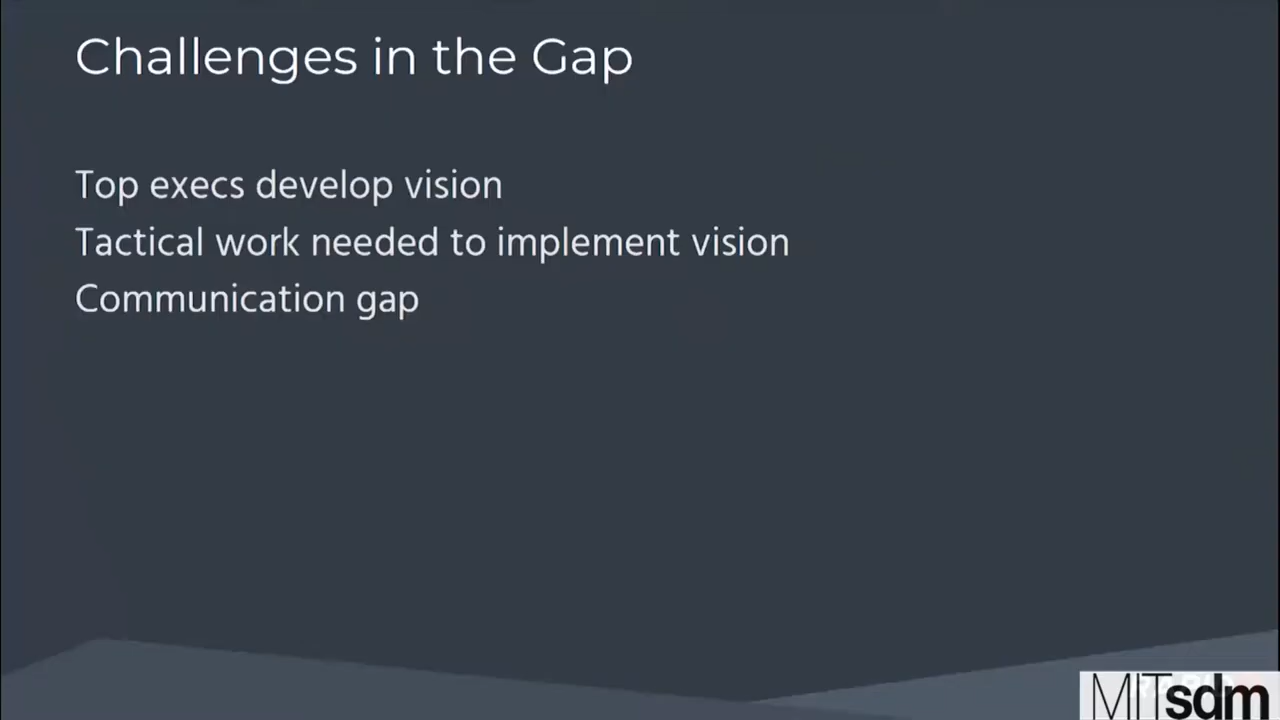 Challenges in the Gap
Top execs develop vision
Tactical work needed to implement vision
Communication gap
MITsdm